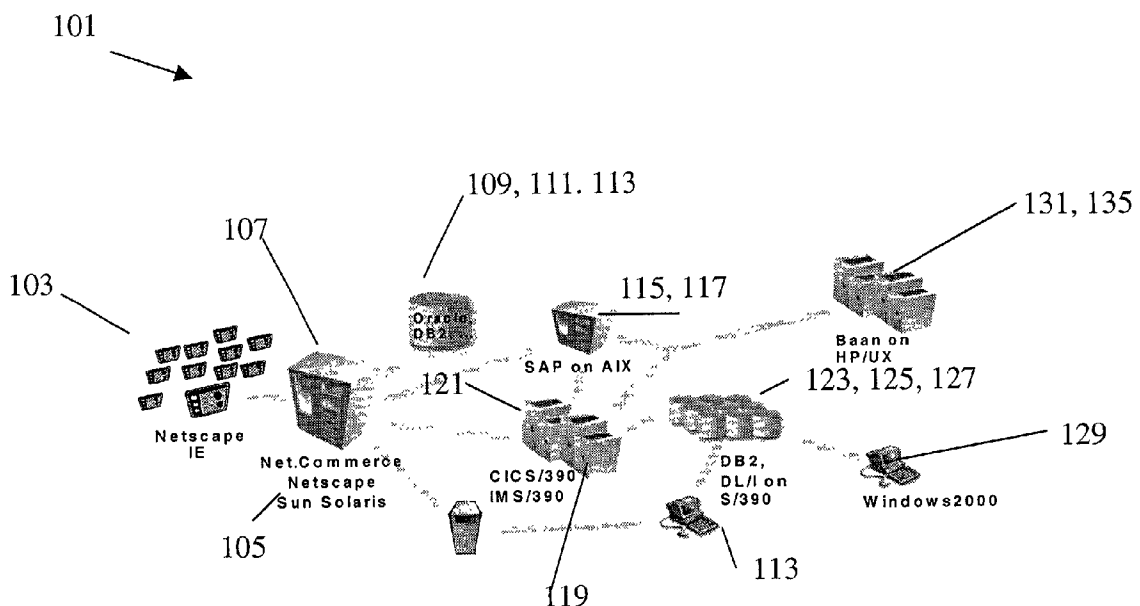 101
109, 111. 113
131, 135
107
103
115, 117
Oracle
DB2
Baan on
HP/UX
SAP on AIX
121
123, 125, 127
129
Netscape
IE
Net.Commerce
Netscape
Sun Solaris
CICS/390
IMS/390
DB2,
DL/I on
S/390
Windows2000
105
113
119